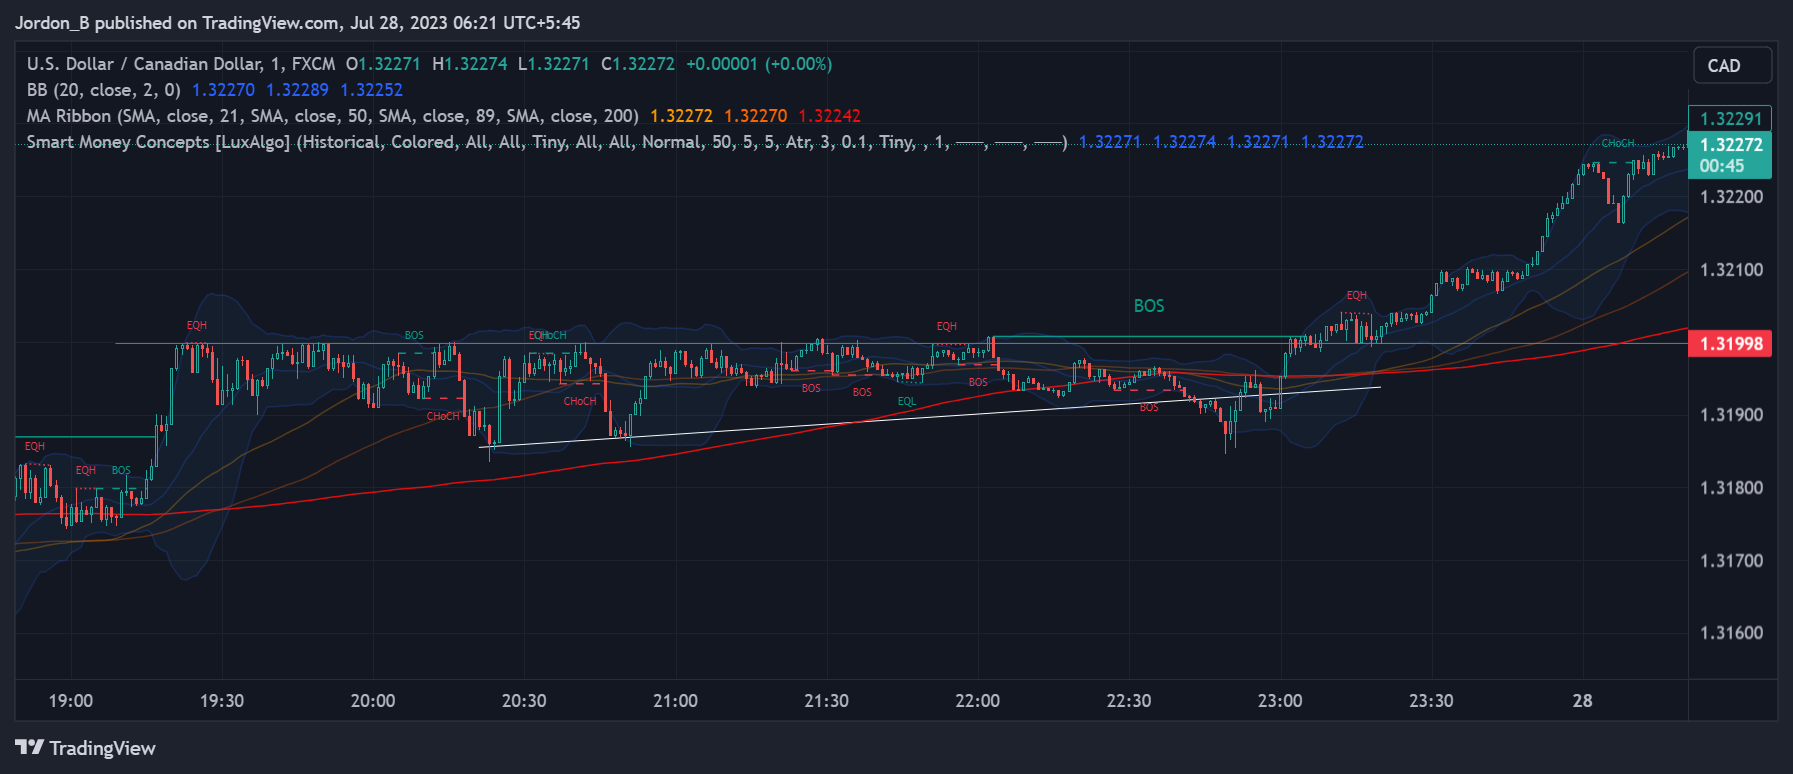 Jordon_B published on TradingView.com, Jul 28, 2023 06:21 UTC+5:45
U.S. Dollar / Canadian Dollar, 1, FXCM O1.32271 H1.32274 L1.32271 C1.32272 +0.00001 (+0.00%)
CAD
BB (20, close, 2, 0) 1.32270 1.32289 1.32252
MA Ribbon (SMA, close, 21, SMA, close, 50, SMA, close, 89, SMA, close, 200) 1.32272 1.32270 1.32242
1.32291
Smart Money Concepts [LuxAlgo] (Historical, Colored, All, All, Tiny, All, All, Normal, 50, 5, 5, Atr, 3, 0.1, Tiny, , 1, —, —, —) 1.32271 1.32274 1.32271 1.32272
CHoCH
1.32272
00:45
1.32200
1.32100
EQH
BOS
EQH
BOS
EQH
CHoCH
EQH
1.31998
BOS
BOS
BOS
EQL
CHoCH
CHoCH
BOS
1.31900
EQH
EQH
BOS
1.31800
1.31700
1.31600
19:00 19:30 20:00 20:30 21:00 21:30 22:00 22:30 23:00 23:30 28
TradingView